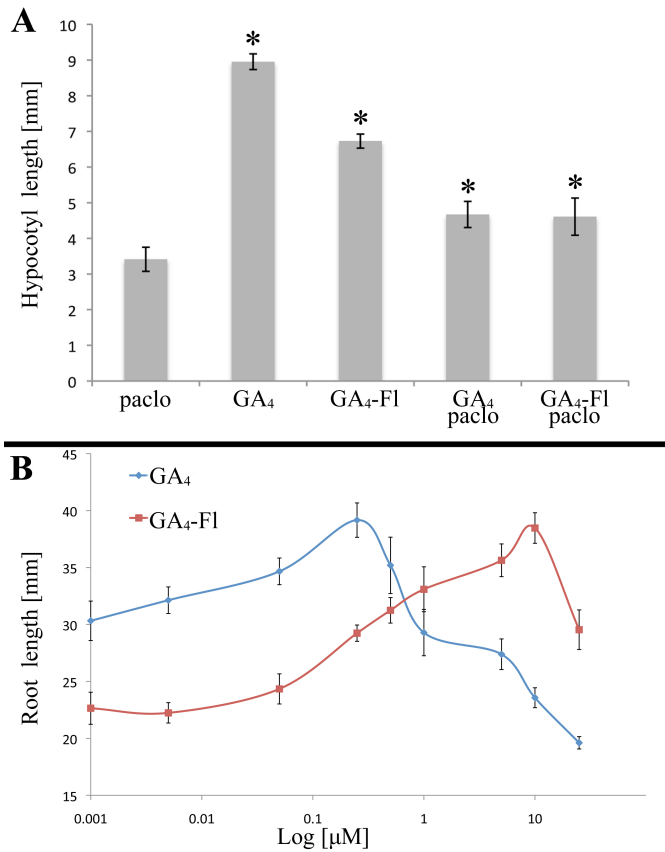 A
Hypocotyl length [mm]
10
9
8
7
6
5
4
3
2
1
0
*
*
*
*
paclo
GA₄
GA₄-Fl
GA₄
paclo
GA₄-Fl
paclo
B
Root length [mm]
45
40
35
30
25
20
15
GA₄
GA₄-Fl
0.001
0.01
0.1
1
10
Log [μM]